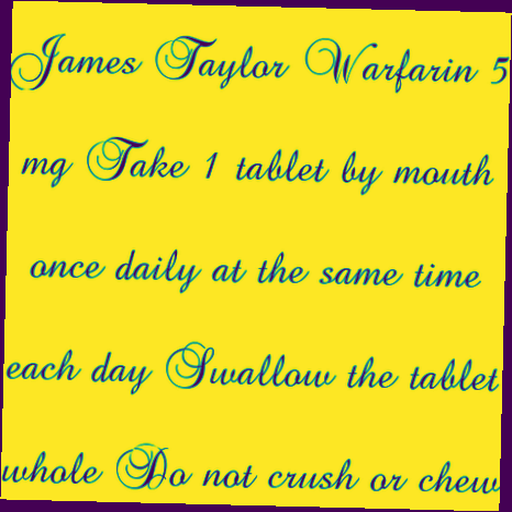 James Taylor Warfarin 5
mg Take 1 tablet by mouth
once daily at the same time
each day Swallow the tablet
whole Do not crush or chew